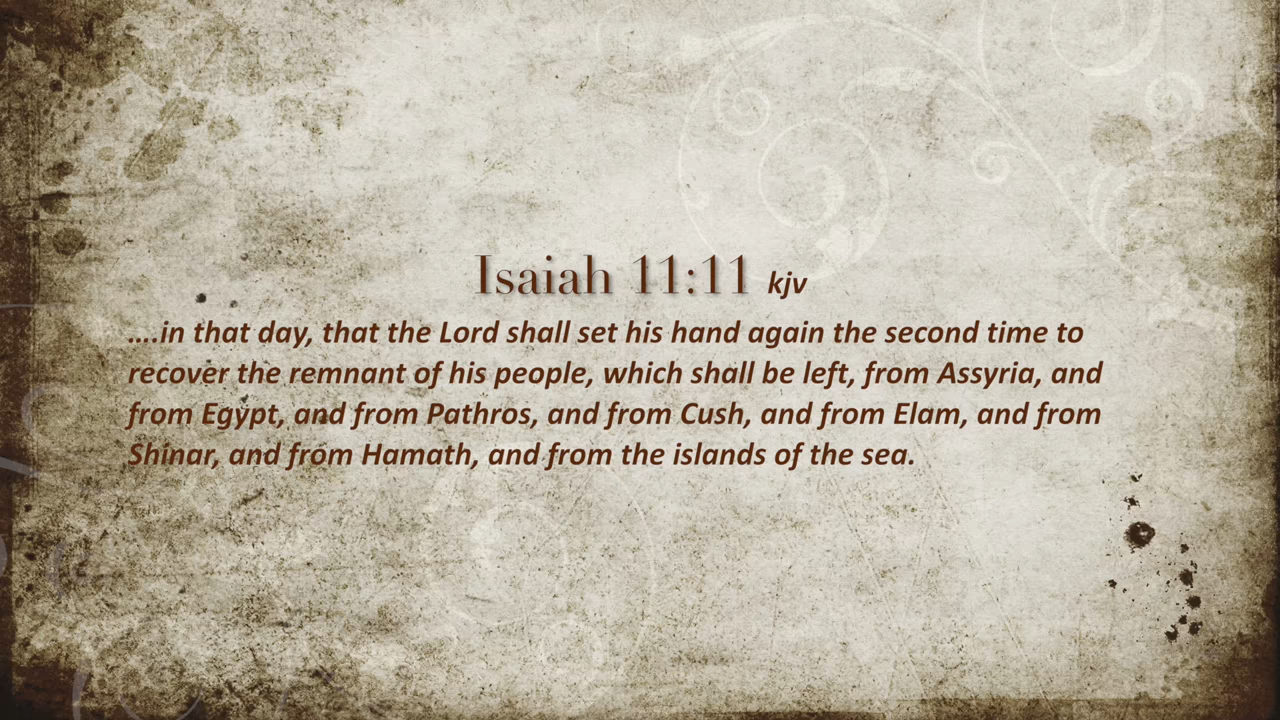 Isaiah 11:11 kjv
....in that day, that the Lord shall set his hand again the second time to
recover the remnant of his people, which shall be left, from Assyria, and
from Egypt, and from Pathros, and from Cush, and from Elam, and from
Shinar, and from Hamath, and from the islands of the sea.